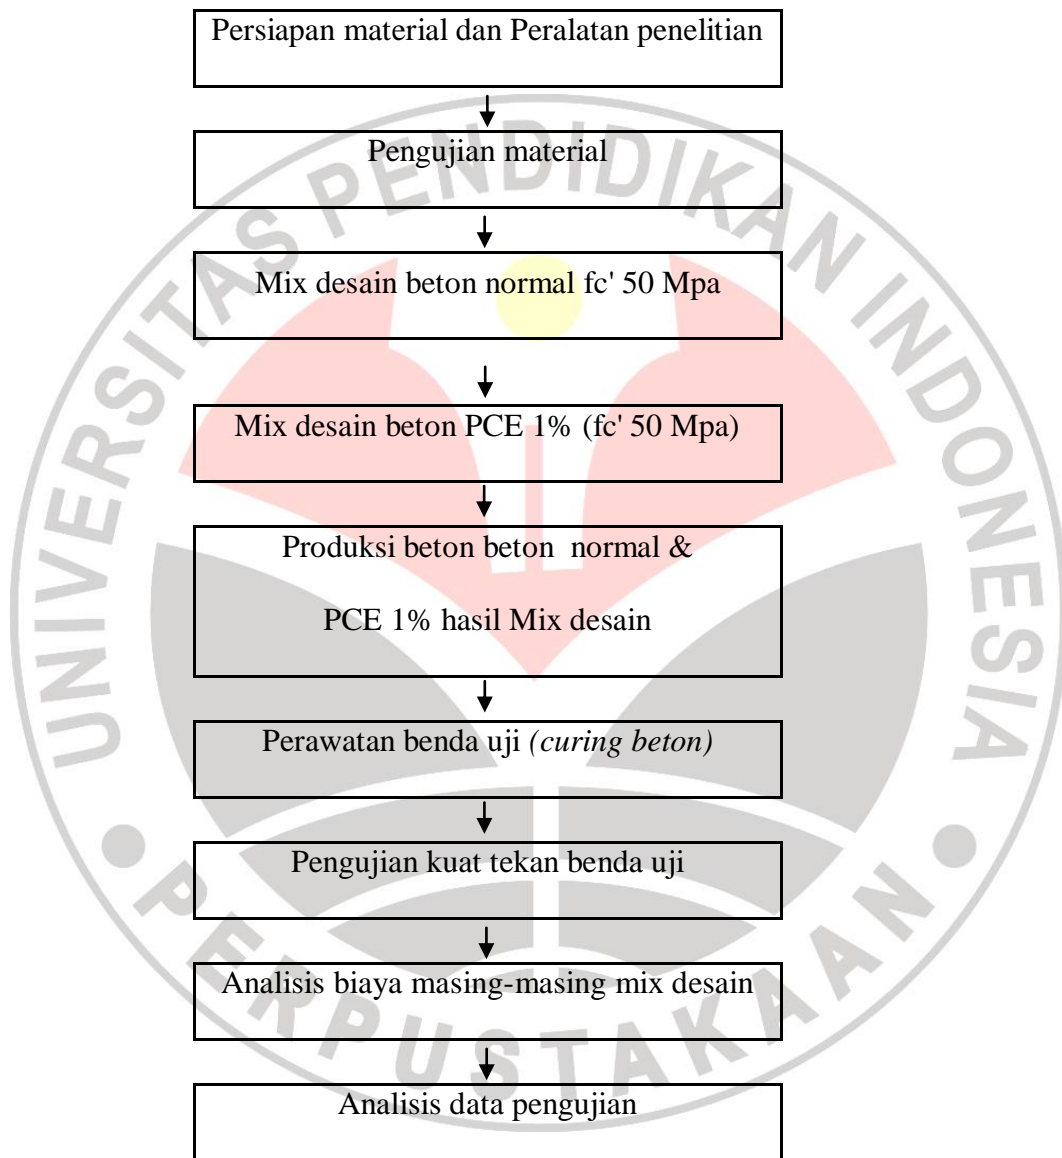 Persiapan material dan Peralatan penelitian
Pengujian material
Mix desain beton normal fc' 50 Mpa
Mix desain beton PCE 1% (fc' 50 Mpa)
Produksi beton beton normal &
PCE 1% hasil Mix desain
Perawatan benda uji (curing beton)
Pengujian kuat tekan benda uji
Analisis biaya masing-masing mix desain
Analisis data pengujian
UNIVERSITAS PENDIDIKAN INDONESIA
PERPUSTAKAAN